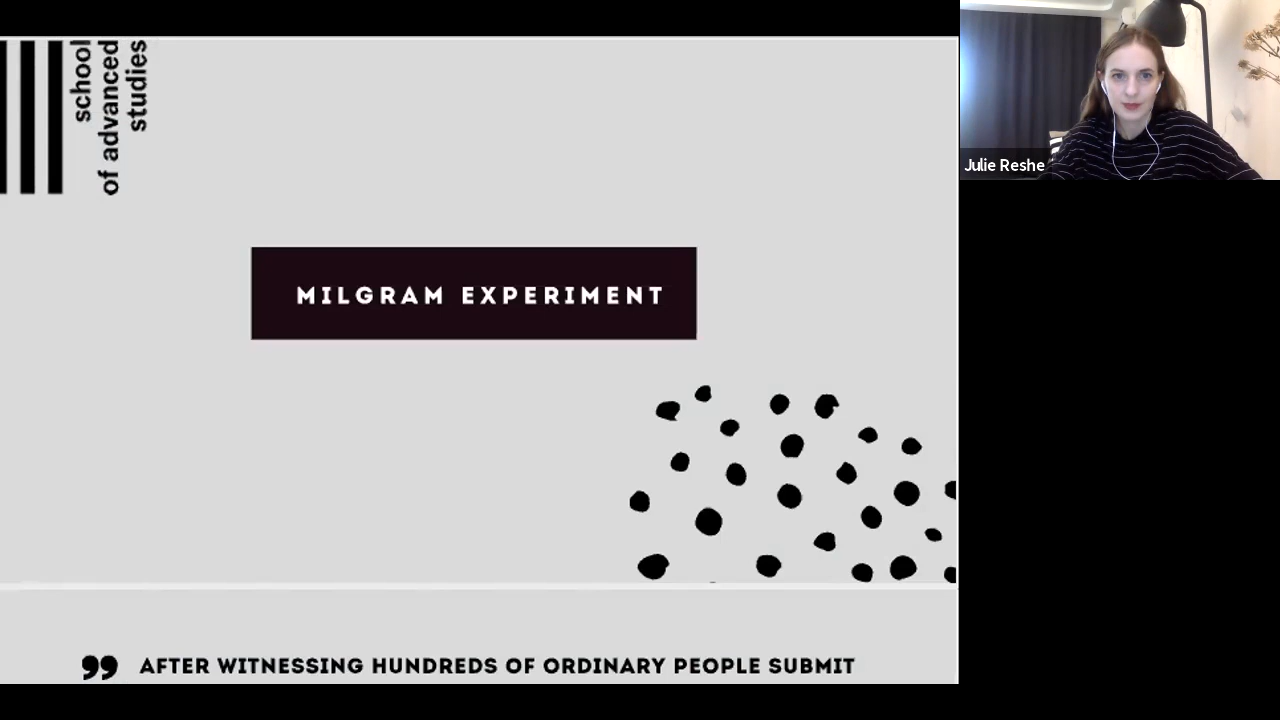 school
of advanced
studies
MILGRAM EXPERIMENT
Julie Reshe
❞ AFTER WITNESSING HUNDREDS OF ORDINARY PEOPLE SUBMIT